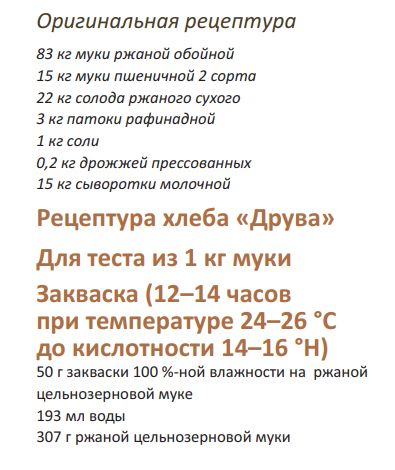 Оригинальная рецептура
83 кг муки ржаной обойной
15 кг муки пшеничной 2 сорта
22 кг солода ржаного сухого
3 кг патоки рафинадной
1 кг соли
0,2 кг дрожжей прессованных
15 кг сыворотки молочной
Рецептура хлеба «Друва»
Для теста из 1 кг муки
Закваска (12–14 часов
при температуре 24–26 °C
до кислотности 14–16 °H)
50 г закваски 100 %-ной влажности на ржаной
цельнозерновой муке
193 мл воды
307 г ржаной цельнозерновой муки